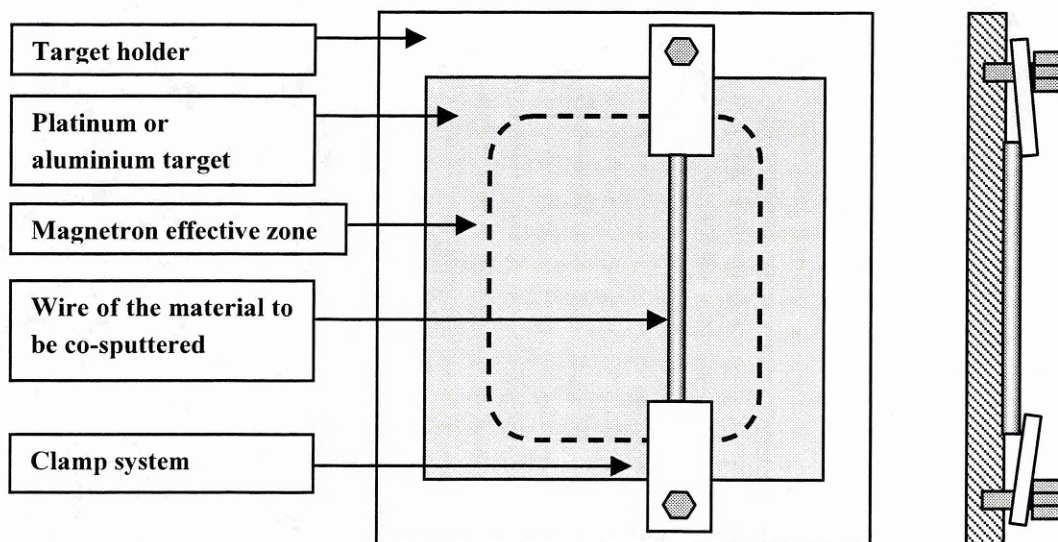 Target holder
Platinum or
aluminium target
Magnetron effective zone
Wire of the material to
be co-sputtered
Clamp system